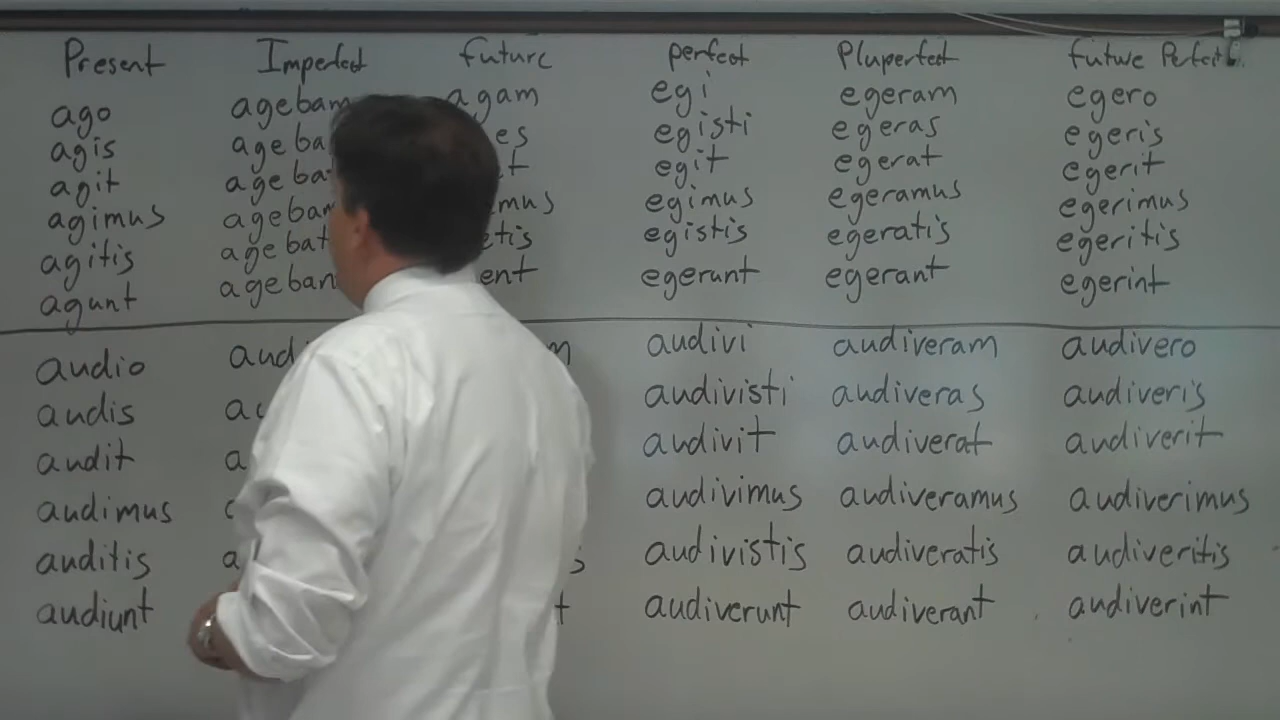 Present Imperfect future perfect Pluperfect future Perfect
ago agebam agam egi egeram egero
agis egisti egeras egeris
agit egit egerat egerit
agimus egimus egeramus egerimus
agitis egistis egeratis egeritis
agunt egerunt egerant egerint
audio audivi audiveram audivero
audis audivisti audiveras audiveris
audit audivit audiverat audiverit
audimus audivimus audiveramus audiverimus
auditis audivistis audiveratis audiveritis
audiunt audiverunt audiverant audiverint